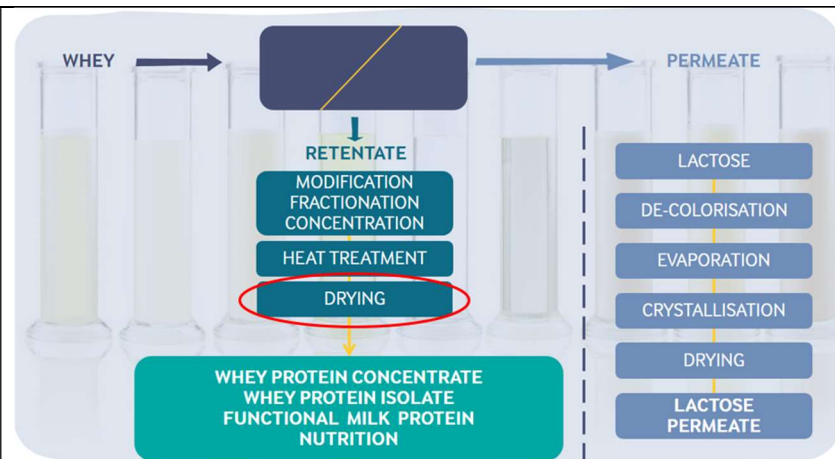 WHEY
PERMEATE
RETENTATE
MODIFICATION
FRACTIONATION
CONCENTRATION
HEAT TREATMENT
DRYING
WHEY PROTEIN CONCENTRATE
WHEY PROTEIN ISOLATE
FUNCTIONAL MILK PROTEIN
NUTRITION
LACTOSE
DE-COLORISATION
EVAPORATION
CRYSTALLISATION
DRYING
LACTOSE
PERMEATE